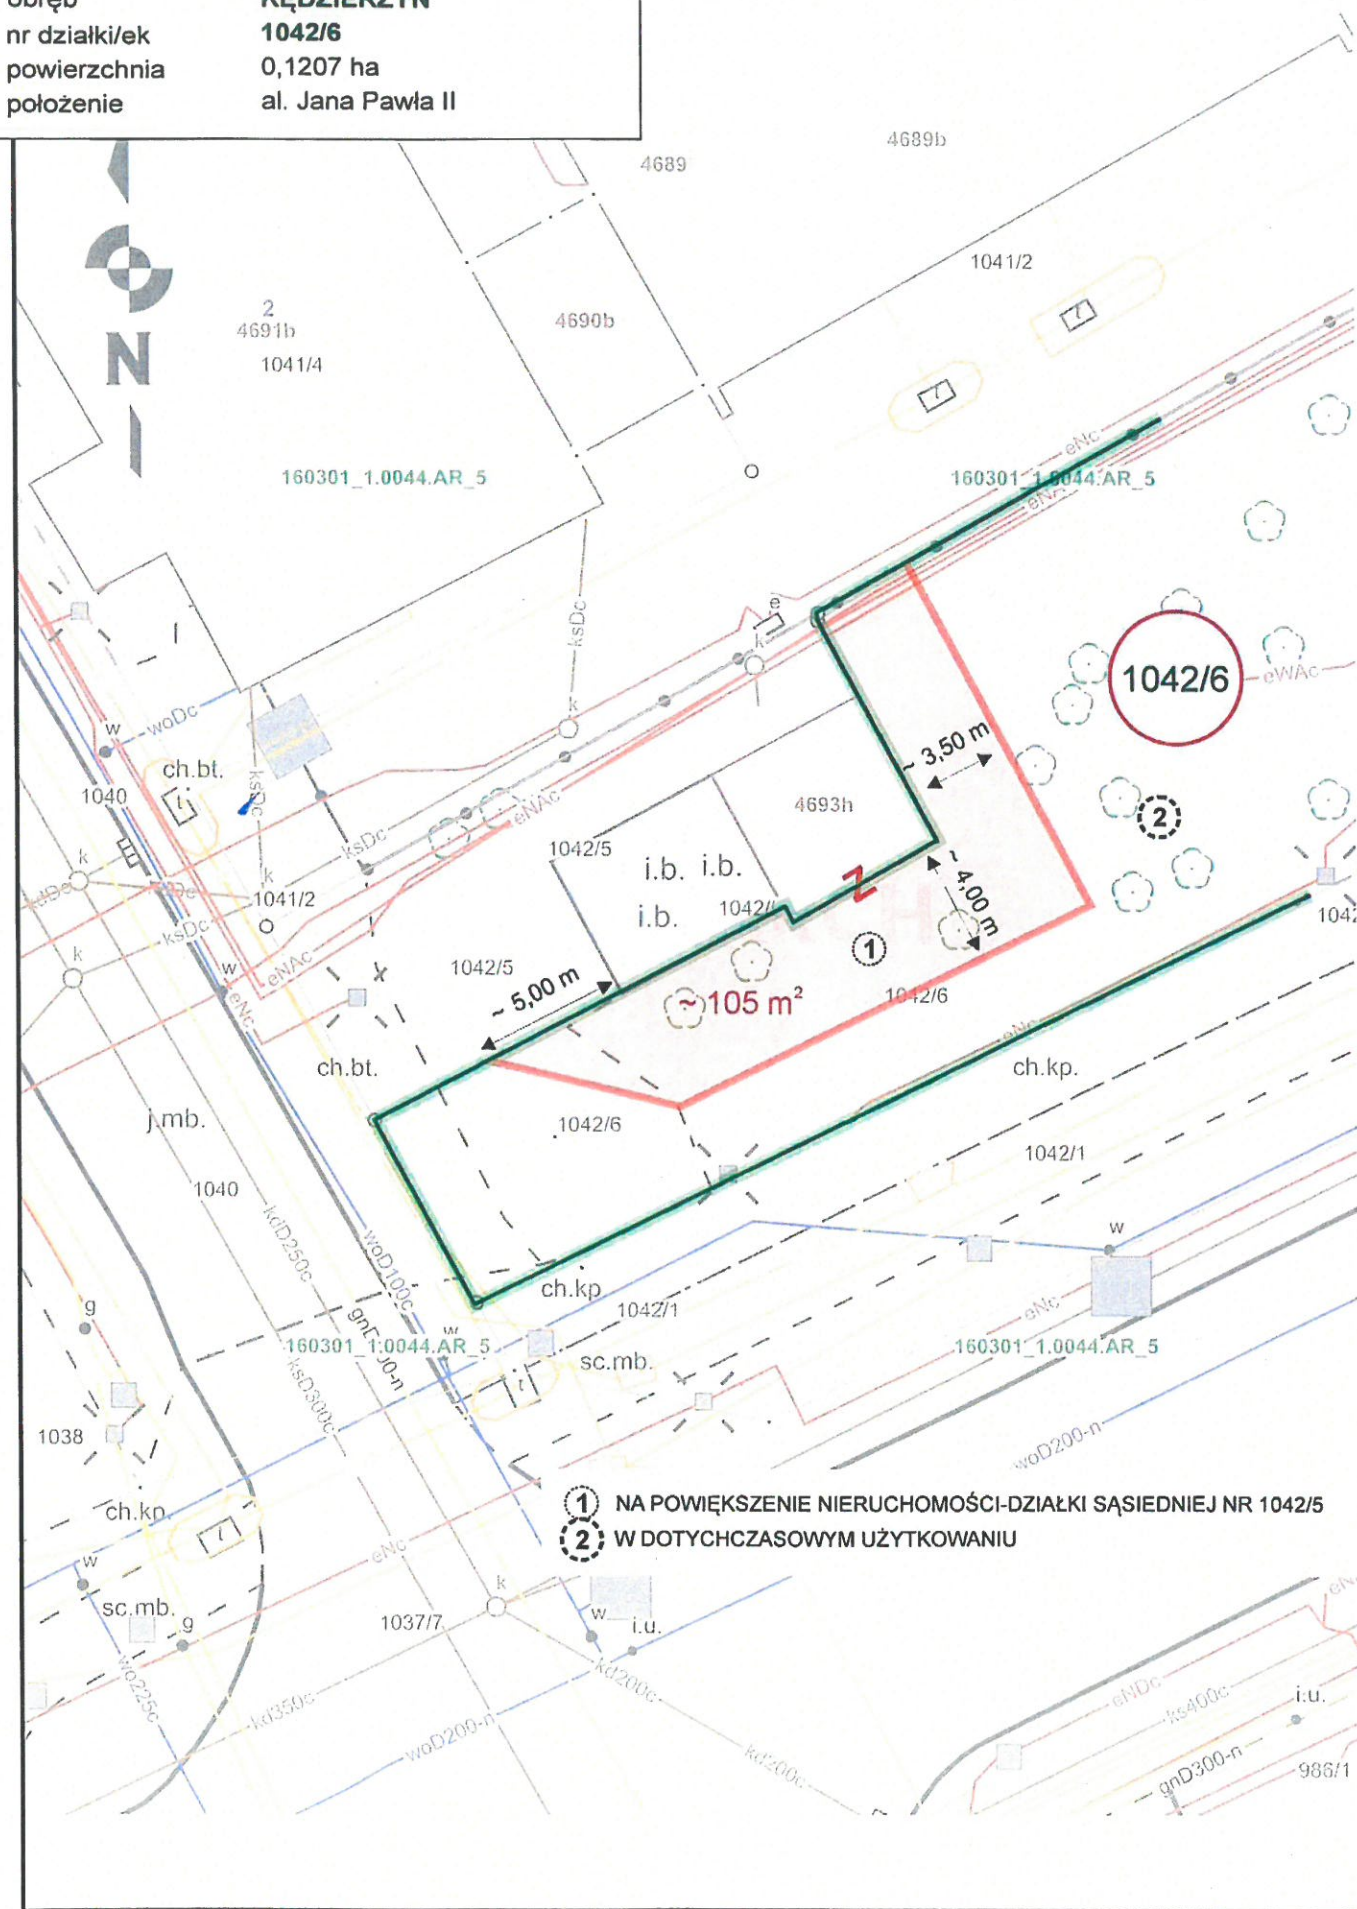 obręb KĘDZIERZYN
nr działki/ek 1042/6
powierzchnia 0,1207 ha
położenie al. Jana Pawła II
4689
4689b
1041/2
2
4691b
1041/4
4690b
N
160301_1.0044.AR_5
160301_1.0044.AR_5
eNc
ksDc
e
k
1042/6
eWAc
w
woDc
k
ch.bt.
~ 3,50 m
1040
ksDc
4693h
2
eNAc
ksDc
1042/5
i.b. i.b.
k
k
i.b.
Z
~ 4,00 m
1041/2
ksDc
1
k
w
eNAc
1042/5
~ 5,00 m
~105 m²
1042/6
eNc
eNc
ch.bt.
ch.kp.
j.mb.
1042/6
1042/1
1040
kdD250c
woD100c
w
ch.kp
1042/1
eNc
g
w
160301_1.0044.AR_5
160301_1.0044.AR_5
sc.mb.
t
ksD300c
1038
woD200-n
ch.kp.
1 NA POWIĘKSZENIE NIERUCHOMOŚCI-DZIAŁKI SĄSIEDNIEJ NR 1042/5
2 W DOTYCHCZASOWYM UŻYTKOWANIU
eNc
w
k
sc.mb.
g
1037/7
w
i.u.
wo225c
kd200c
kd350c
eNDc
ks400c
i.u.
woD200-n
kd200c
gnD300-n
986/1